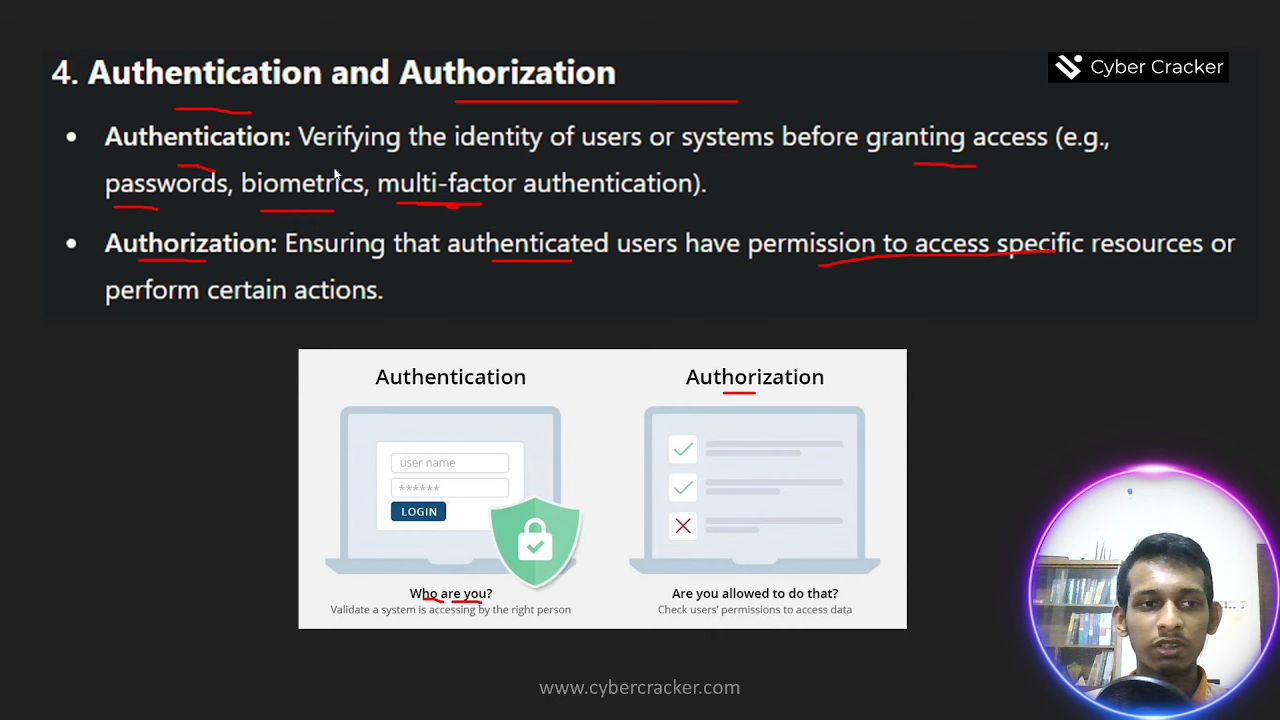 4. Authentication and Authorization
Cyber Cracker
• Authentication: Verifying the identity of users or systems before granting access (e.g.,
passwords, biometrics, multi-factor authentication).
• Authorization: Ensuring that authenticated users have permission to access specific resources or
perform certain actions.
Authentication
user name
******
LOGIN
Who are you?
Validate a system is accessing by the right person
Authorization
Are you allowed to do that?
Check users' permissions to access data
www.cybercracker.com